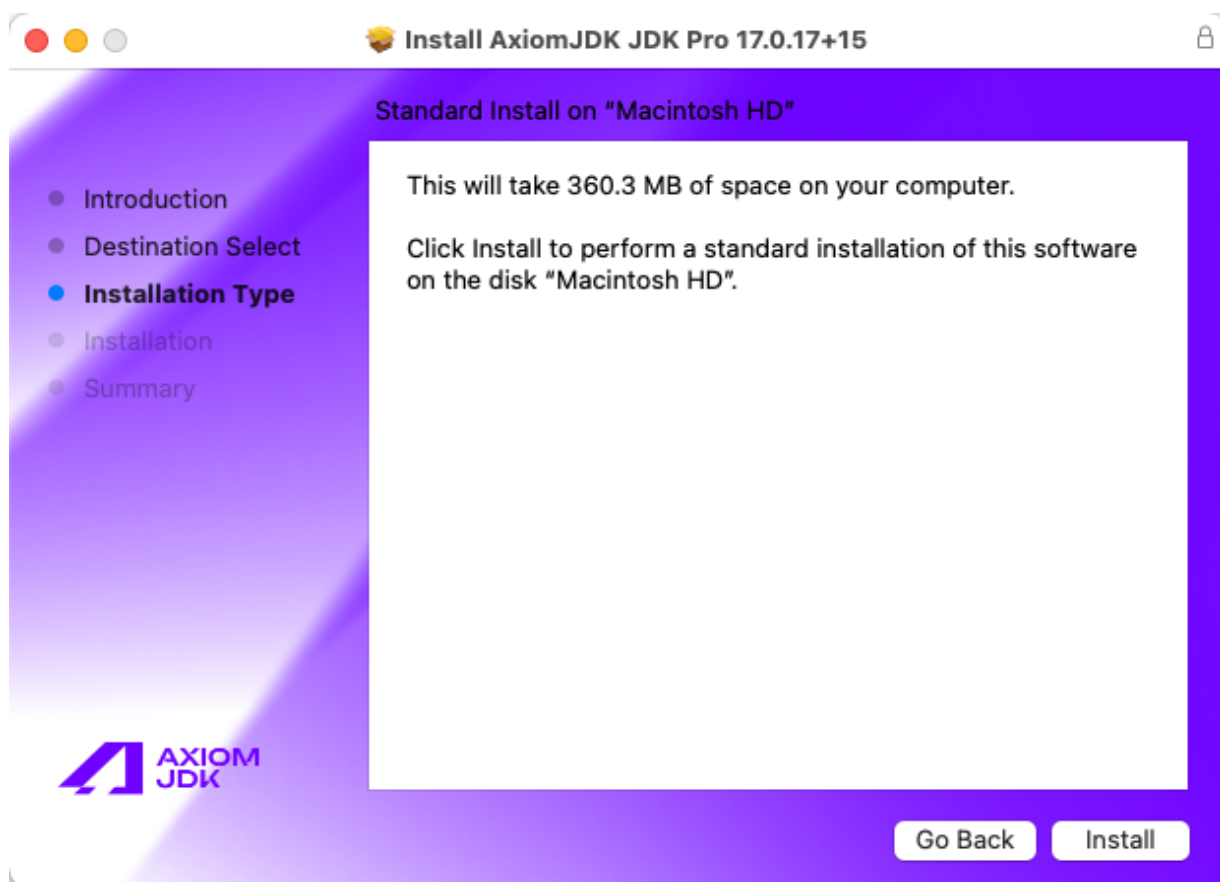 Install AxiomJDK JDK Pro 17.0.17+15
Standard Install on “Macintosh HD”
Introduction
Destination Select
Installation Type
Installation
Summary
This will take 360.3 MB of space on your computer.
Click Install to perform a standard installation of this software
on the disk “Macintosh HD”.
AXIOM
JDK
Go Back
Install